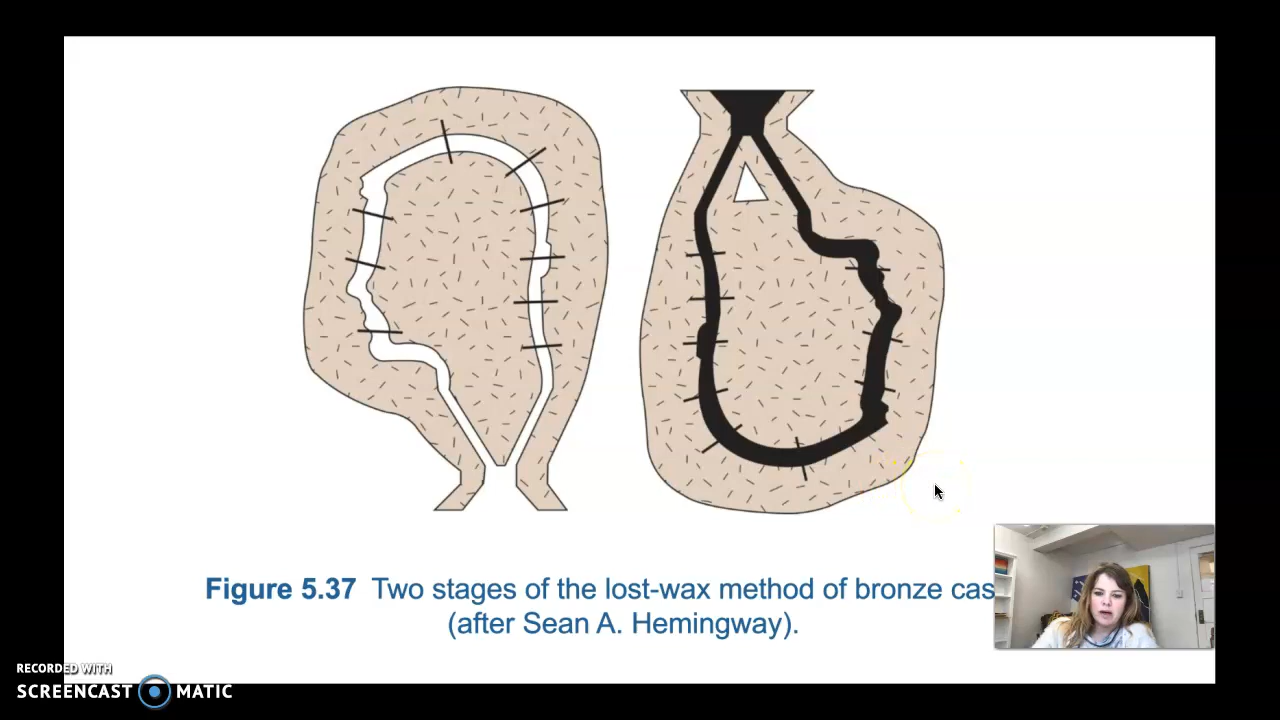 Figure 5.37 Two stages of the lost-wax method of bronze cas
(after Sean A. Hemingway).
RECORDED WITH
SCREENCAST MATIC